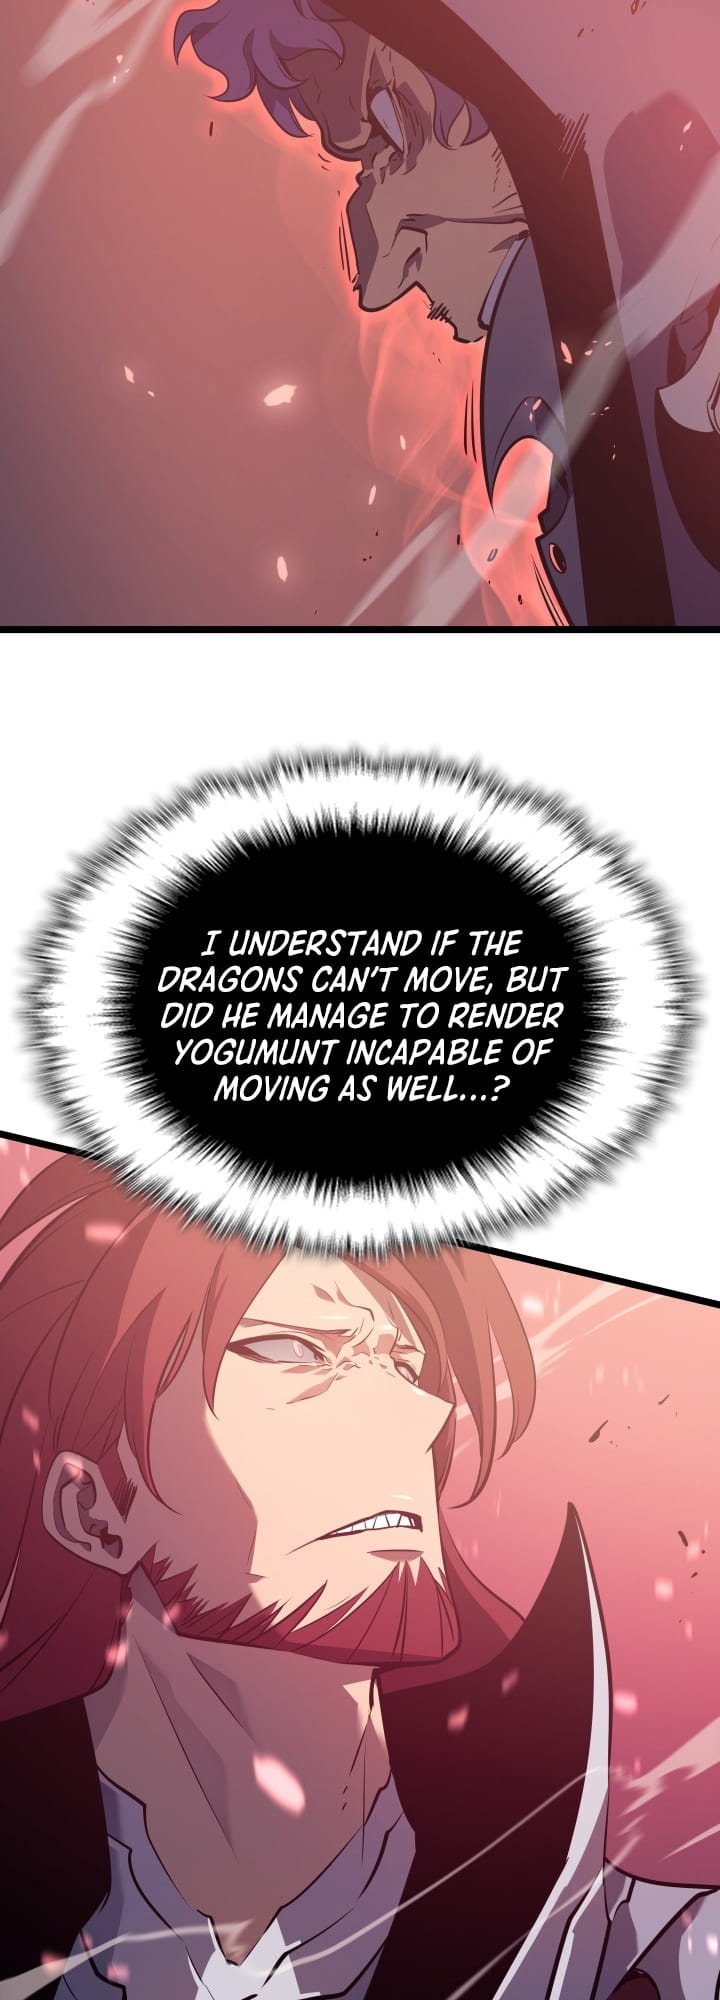 I UNDERSTAND IF THE
DRAGONS CAN'T MOVE, BUT
DID HE MANAGE TO RENDER
YOGUMUNT INCAPABLE OF
MOVING AS WELL...?